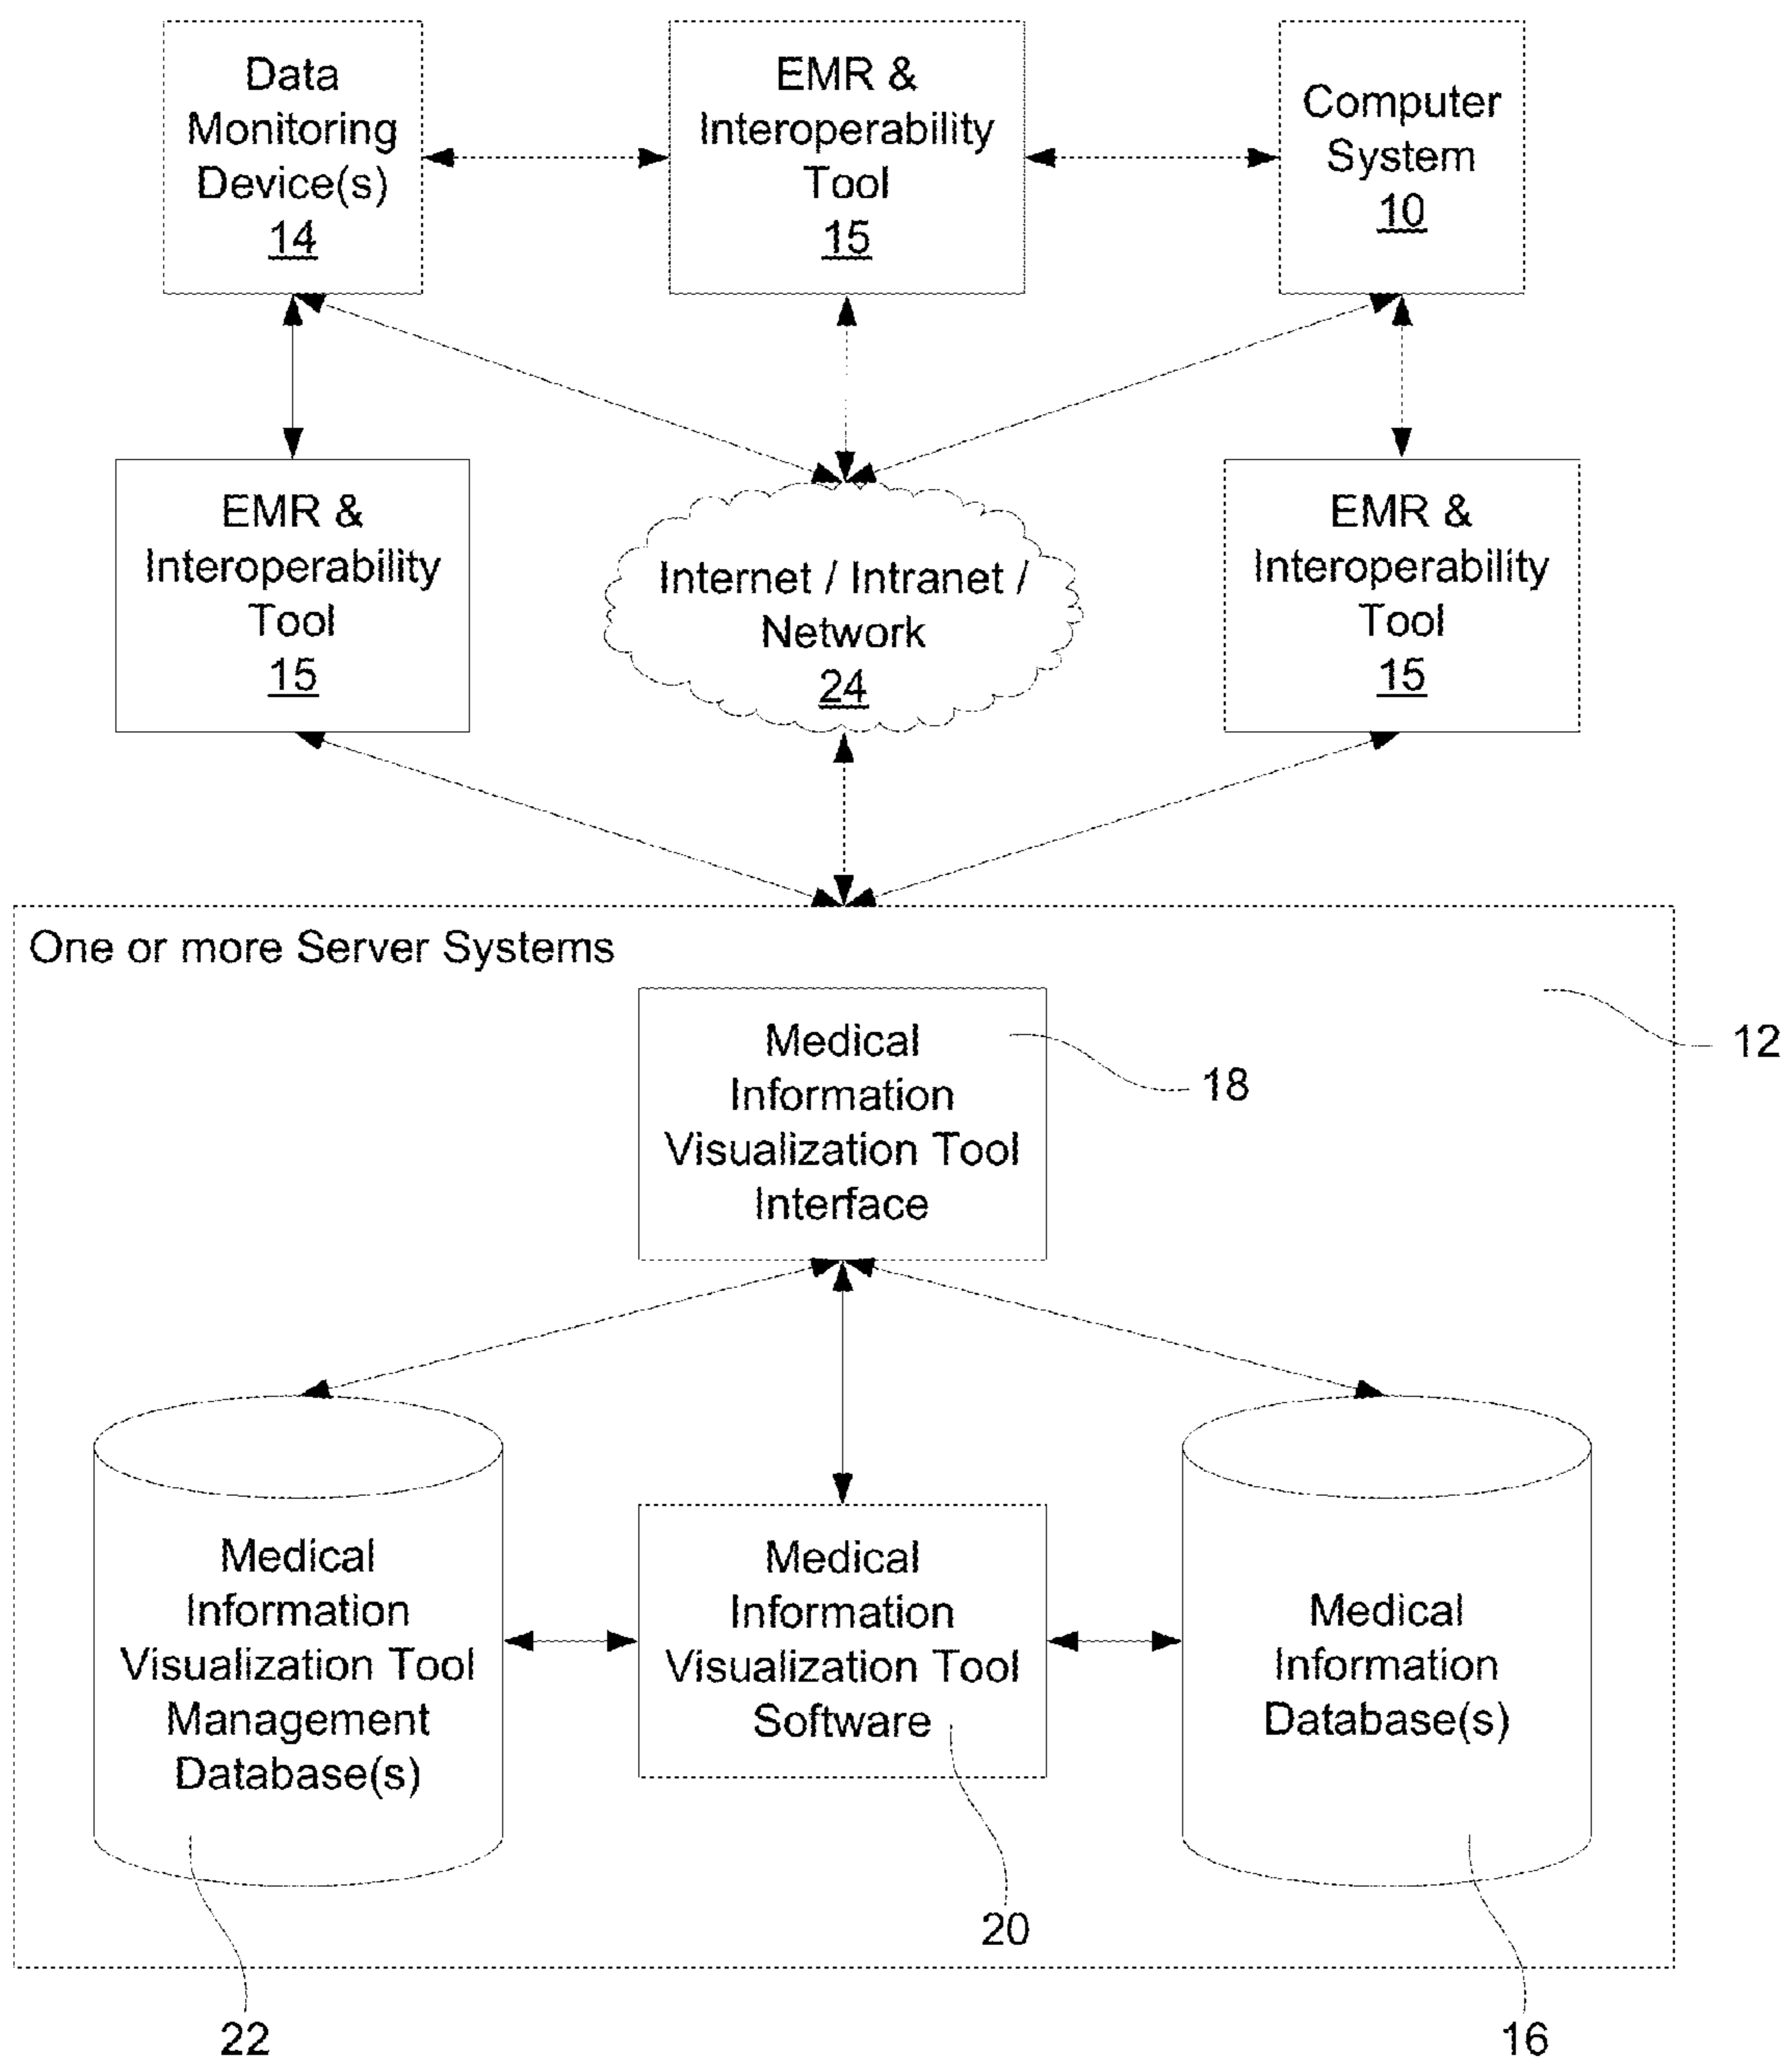 Data
Monitoring
Device(s)
14
EMR &
Interoperability
Tool
15
Computer
System
10
EMR &
Interoperability
Tool
15
Internet / Intranet /
Network
24
EMR &
Interoperability
Tool
15
One or more Server Systems
12
Medical
Information
Visualization Tool
Interface
18
Medical
Information
Visualization Tool
Management
Database(s)
22
Medical
Information
Visualization Tool
Software
20
Medical
Information
Database(s)
16